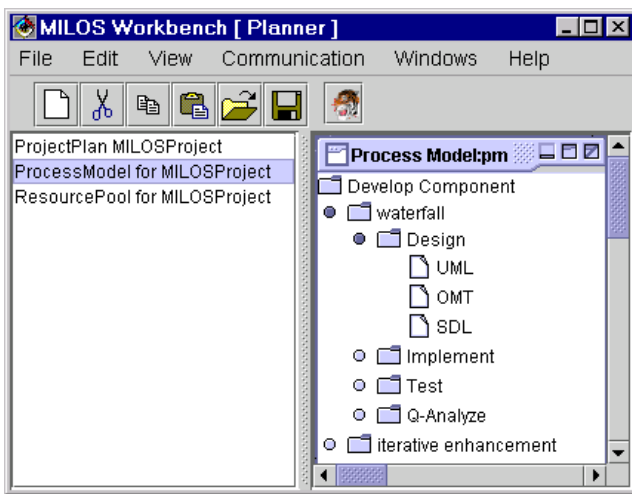 MILOS Workbench [ Planner ]
File Edit View Communication Windows Help
ProjectPlan MILOSProject
ProcessModel for MILOSProject
ResourcePool for MILOSProject
Process Model:pm
Develop Component
waterfall
Design
UML
OMT
SDL
Implement
Test
Q-Analyze
iterative enhancement